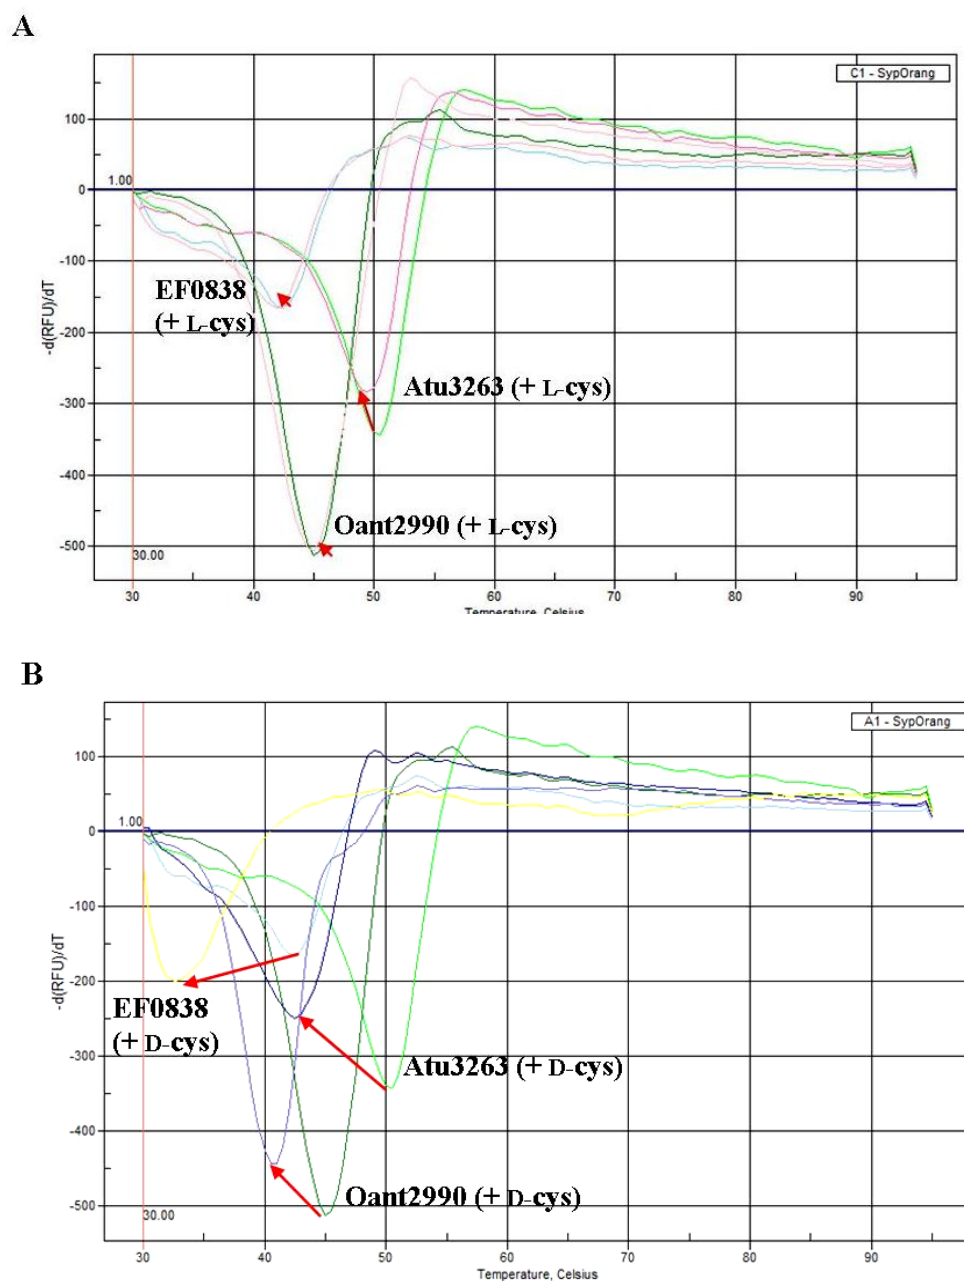 A
C1 - SypOrang
100
1.00
0
-100
EF0838
(+ L-cys)
-200
-d(RFU)/dT
-300
Atu3263 (+ L-cys)
-400
Oant2990 (+ L-cys)
-500
30.00
30 40 50 60 70 80 90
Temperature, Celsius
B
A1 - SypOrang
100
1.00
0
-100
-d(RFU)/dT
-200
EF0838
(+ D-cys)
-300
Atu3263 (+ D-cys)
-400
Oant2990 (+ D-cys)
-500
30.00
30 40 50 60 70 80 90
Temperature, Celsius